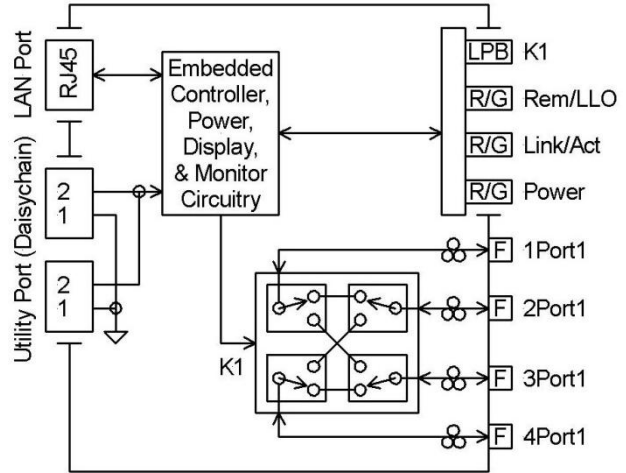 LAN Port
RJ45
Embedded
Controller,
Power,
Display,
& Monitor
Circuitry
LPB K1
R/G Rem/LLO
R/G Link/Act
R/G Power
Utility Port (Daisychain)
2
1
2
1
K1
F 1Port1
F 2Port1
F 3Port1
F 4Port1